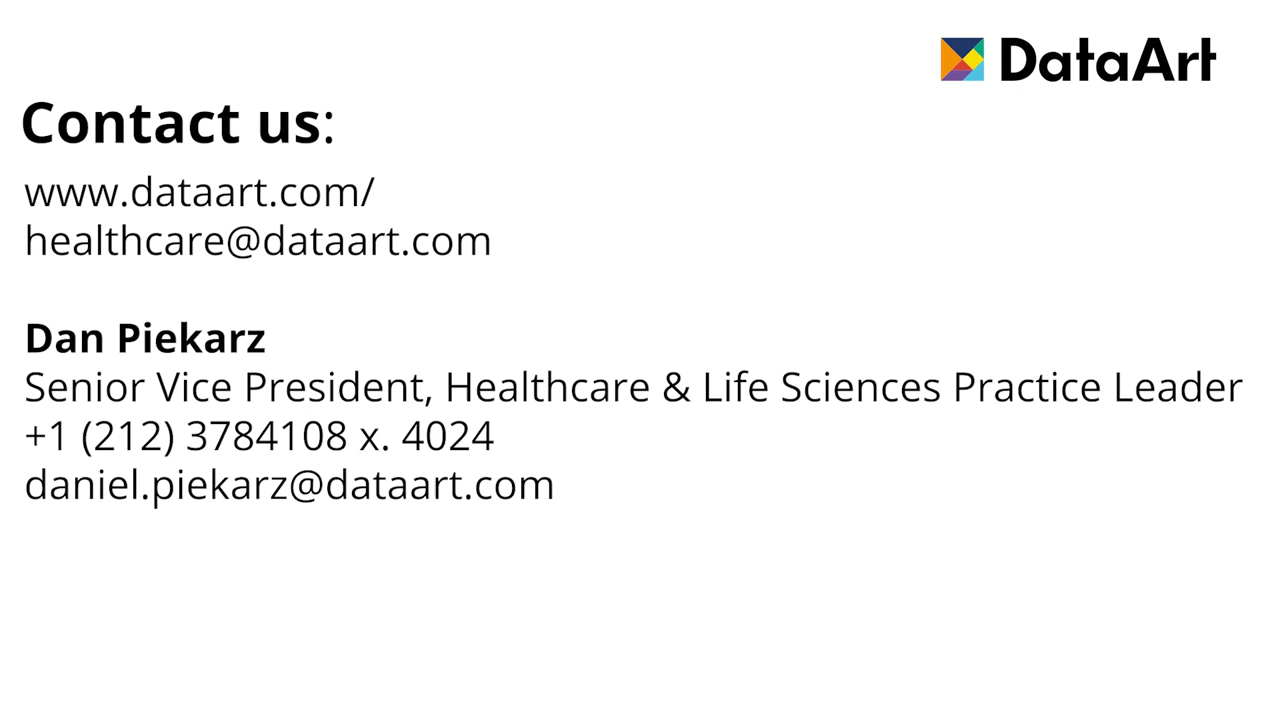 DataArt
Contact us:
www.dataart.com/
healthcare@dataart.com
Dan Piekarz
Senior Vice President, Healthcare & Life Sciences Practice Leader
+1 (212) 3784108 x. 4024
daniel.piekarz@dataart.com